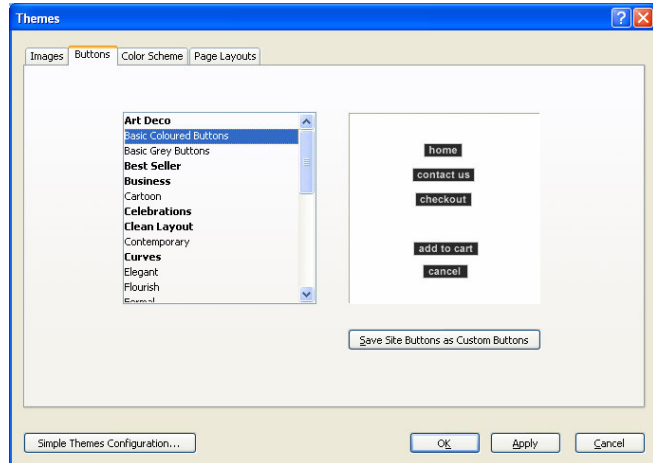 Themes
Images Buttons Color Scheme Page Layouts
Art Deco
Basic Coloured Buttons
Basic Grey Buttons
Best Seller
Business
Cartoon
Celebrations
Clean Layout
Contemporary
Curves
Elegant
Flourish
Formal
home
contact us
checkout
add to cart
cancel
Save Site Buttons as Custom Buttons
Simple Themes Configuration...
OK Apply Cancel